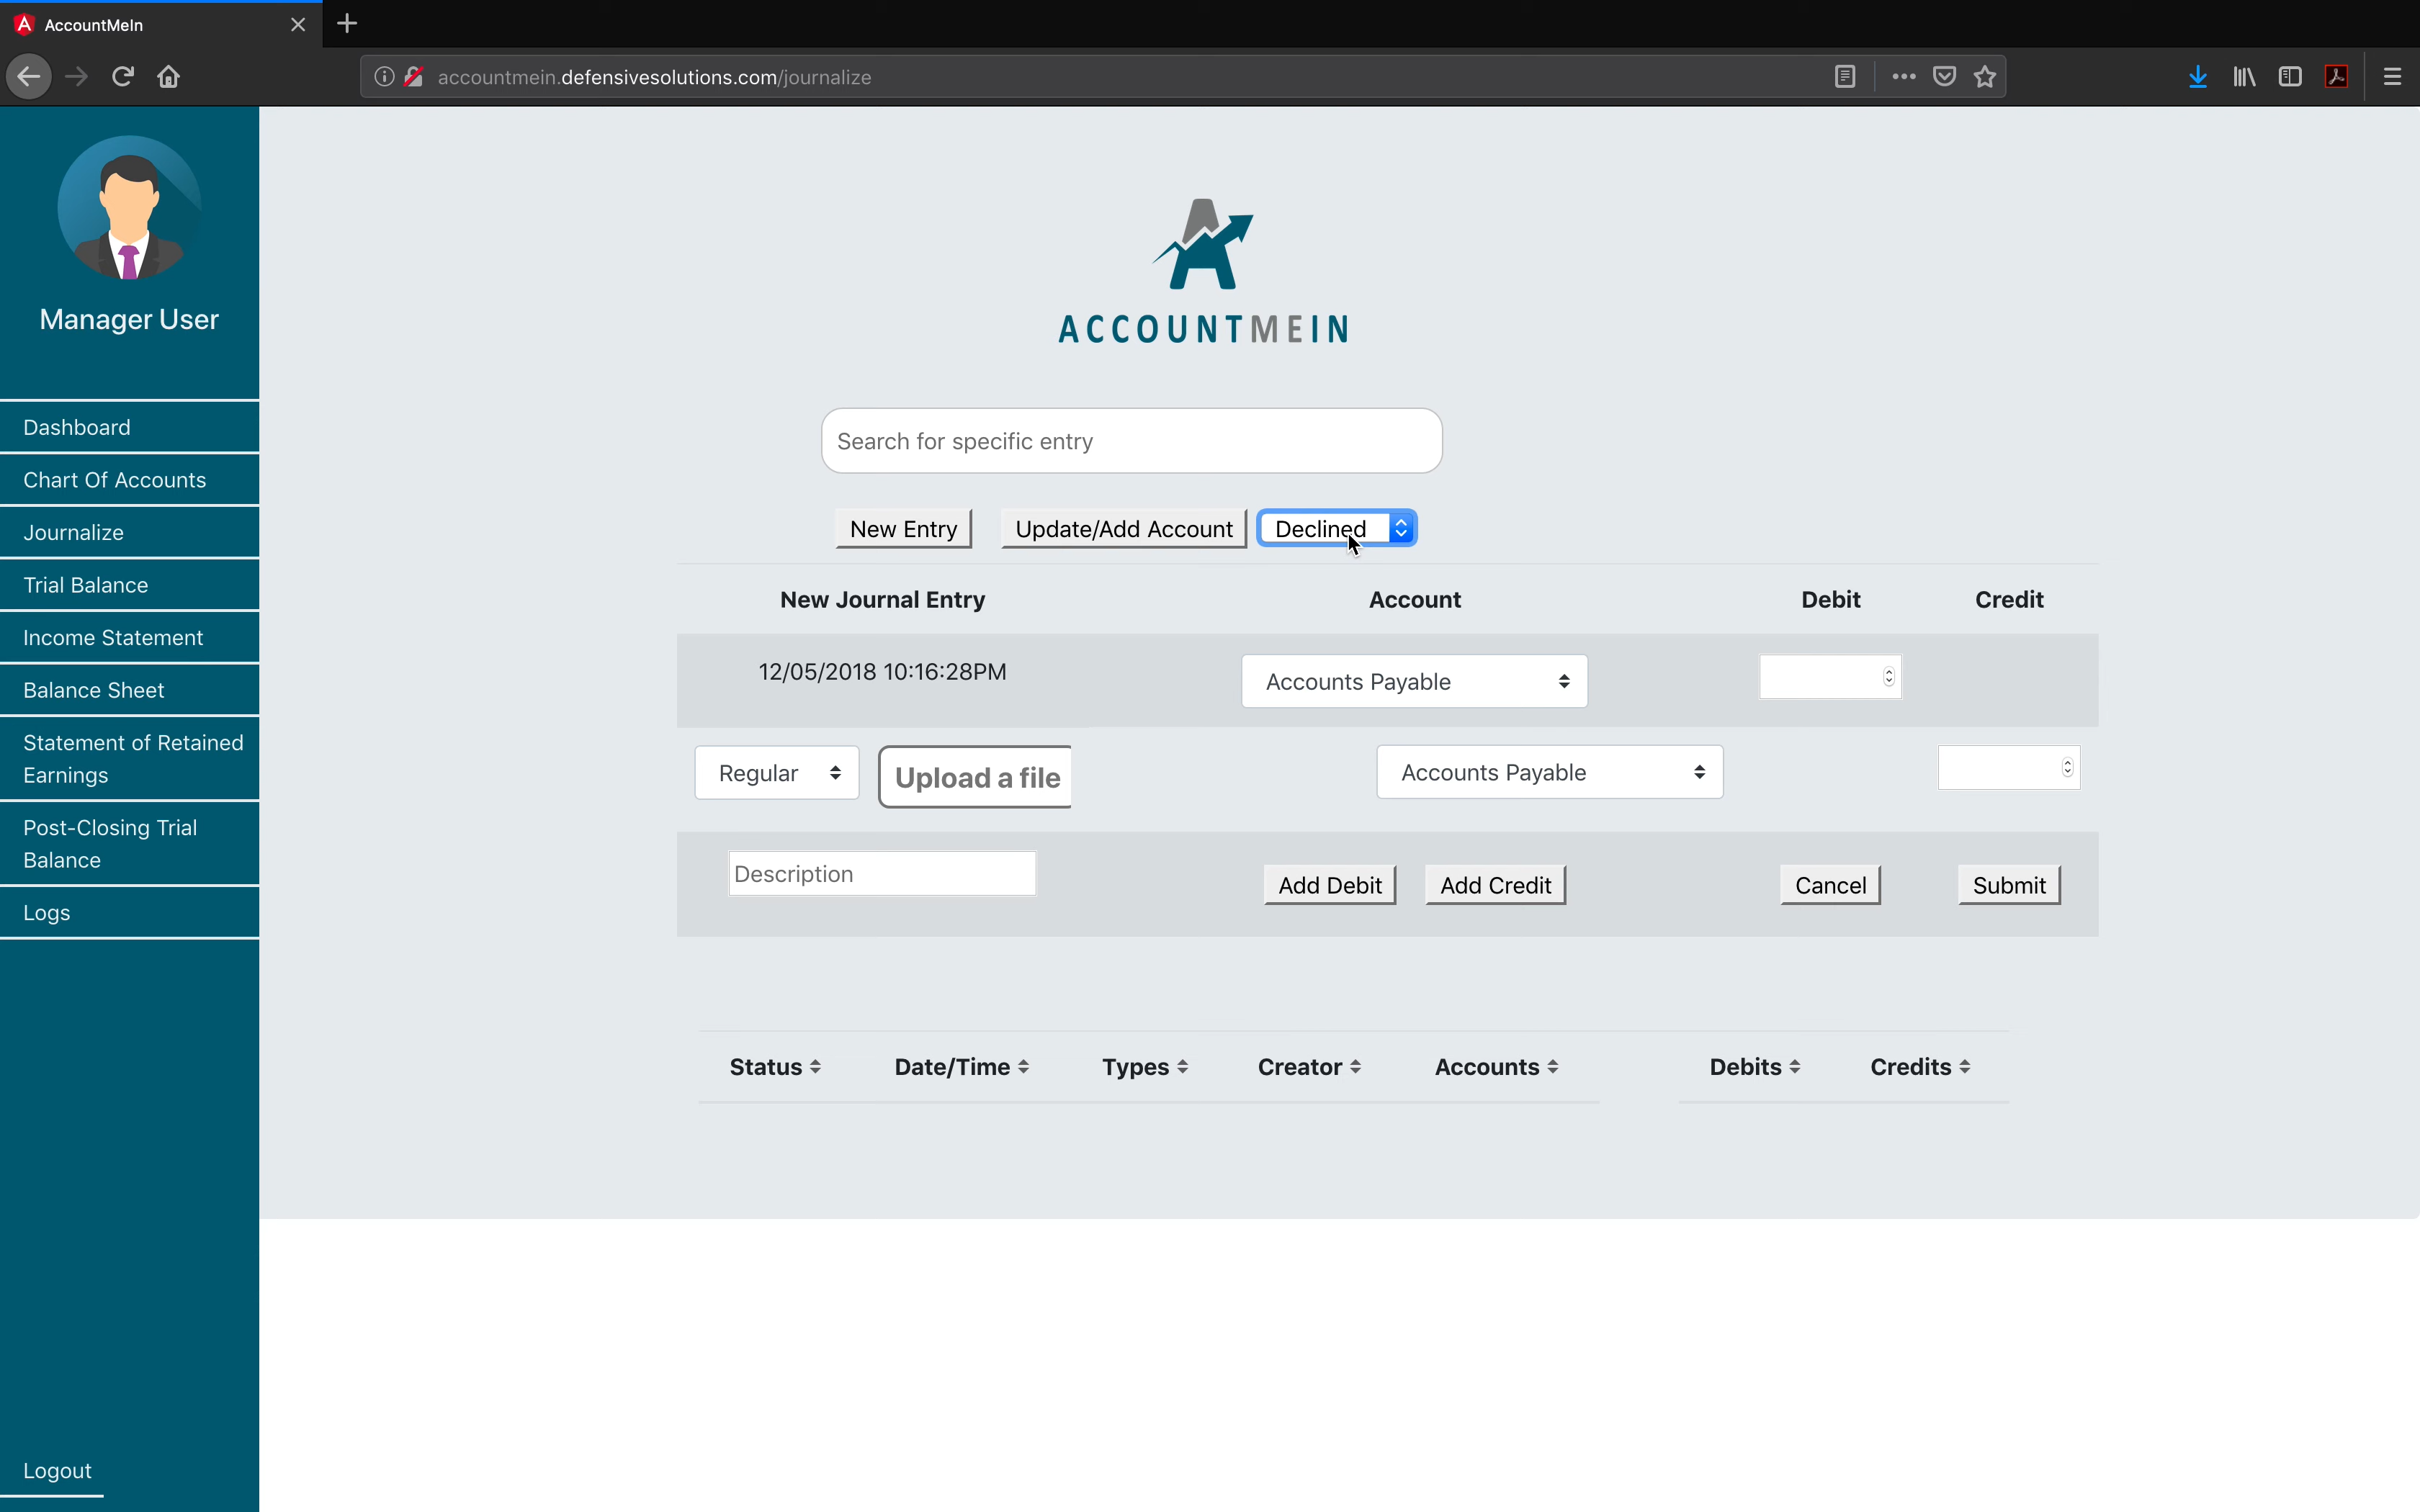 AccountMeIn
accountmein.defensivesolutions.com/journalize
Manager User
Dashboard
Chart Of Accounts
Journalize
Trial Balance
Income Statement
Balance Sheet
Statement of Retained
Earnings
Post-Closing Trial
Balance
Logs
Logout
ACCOUNTMEIN
Search for specific entry
New Entry Update/Add Account Declined
New Journal Entry Account Debit Credit
12/05/2018 10:16:28PM Accounts Payable
Regular Upload a file Accounts Payable
Description Add Debit Add Credit Cancel Submit
Status Date/Time Types Creator Accounts Debits Credits